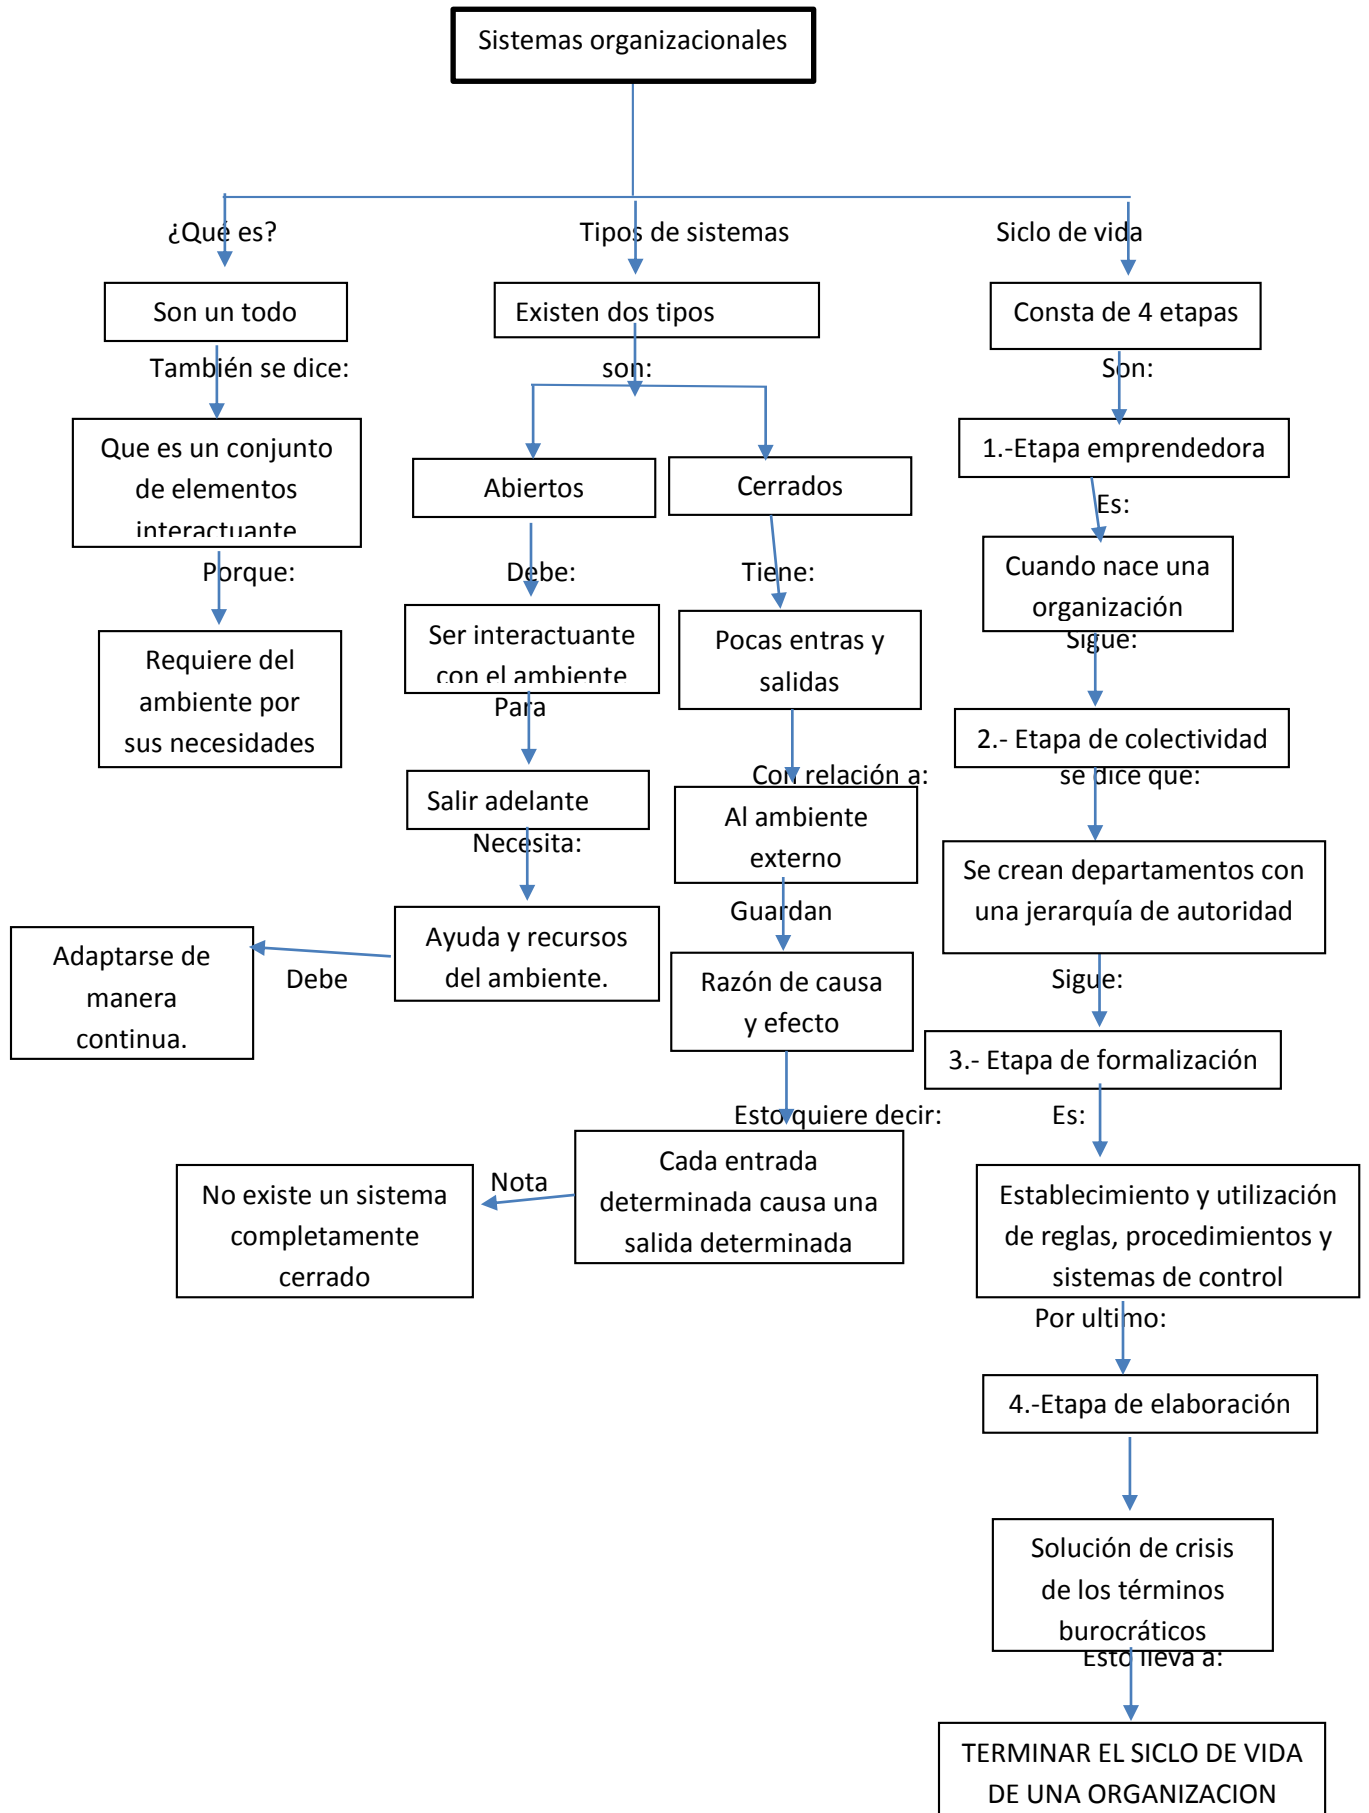 Sistemas organizacionales
¿Qué es?
Tipos de sistemas
Siclo de vida
Son un todo
Existen dos tipos
Consta de 4 etapas
También se dice:
son:
Son:
Que es un conjunto
de elementos
interactuante
Abiertos
Cerrados
1.-Etapa emprendedora
Es:
Porque:
Debe:
Tiene:
Cuando nace una
organización
Requiere del
ambiente por
sus necesidades
Ser interactuante
con el ambiente
Pocas entras y
salidas
Sigue:
Para
2.- Etapa de colectividad
Con relación a:
se dice que:
Salir adelante
Al ambiente
externo
Necesita:
Se crean departamentos con
una jerarquía de autoridad
Guardan
Adaptarse de
manera
continua.
Debe
Ayuda y recursos
del ambiente.
Razón de causa
y efecto
Sigue:
3.- Etapa de formalización
Esto quiere decir:
Es:
No existe un sistema
completamente
cerrado
Nota
Cada entrada
determinada causa una
salida determinada
Establecimiento y utilización
de reglas, procedimientos y
sistemas de control
Por ultimo:
4.-Etapa de elaboración
Solución de crisis
de los términos
burocráticos
Esto lleva a:
TERMINAR EL SICLO DE VIDA
DE UNA ORGANIZACION